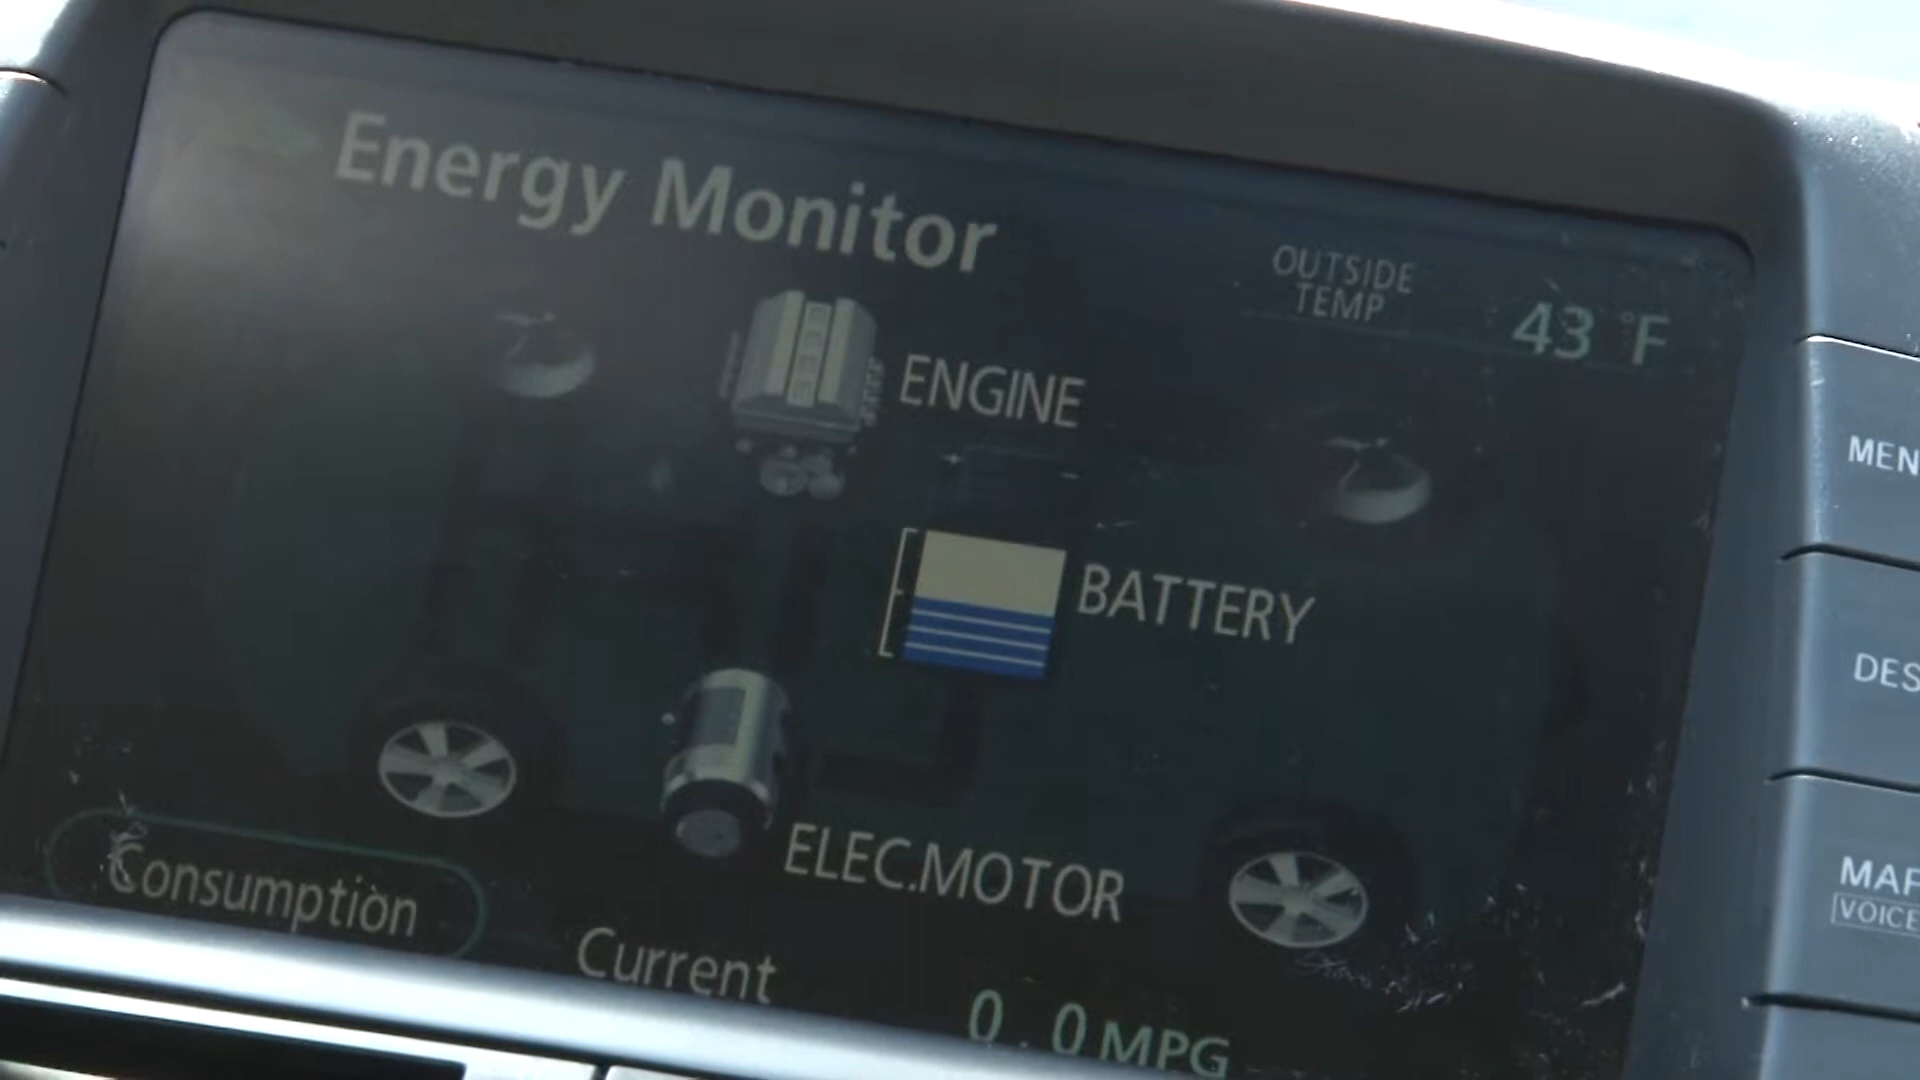 Energy Monitor
OUTSIDE
TEMP
43 °F
ENGINE
BATTERY
ELEC.MOTOR
Consumption
Current
0.0 MPG
MEN
DES
MAP
VOICE